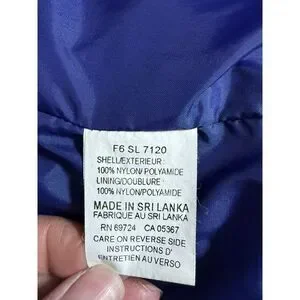 F6 SL 7120
SHELL/EXTERIEUR :
100% NYLON/POLYAMIDE
LINING/DOUBLURE :
100% NYLON/POLYAMIDE
MADE IN SRI LANKA
FABRIQUE AU SRI LANKA
RN 69724 CA 05367
CARE ON REVERSE SIDE
INSTRUCTIONS D'
ENTRETIEN AU VERSO